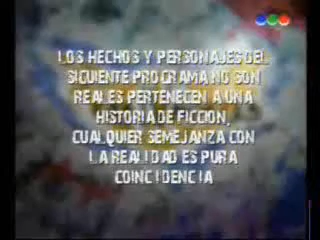 LOS HECHOS Y PERSONAJES DEL
SIGUIENTE PROGRAMA NO SON
REALES PERTENECEN A UNA
HISTORIA DE FICCION,
CUALQUIER SEMEJANZA CON
LA REALIDAD ES PURA
COINCIDENCIA